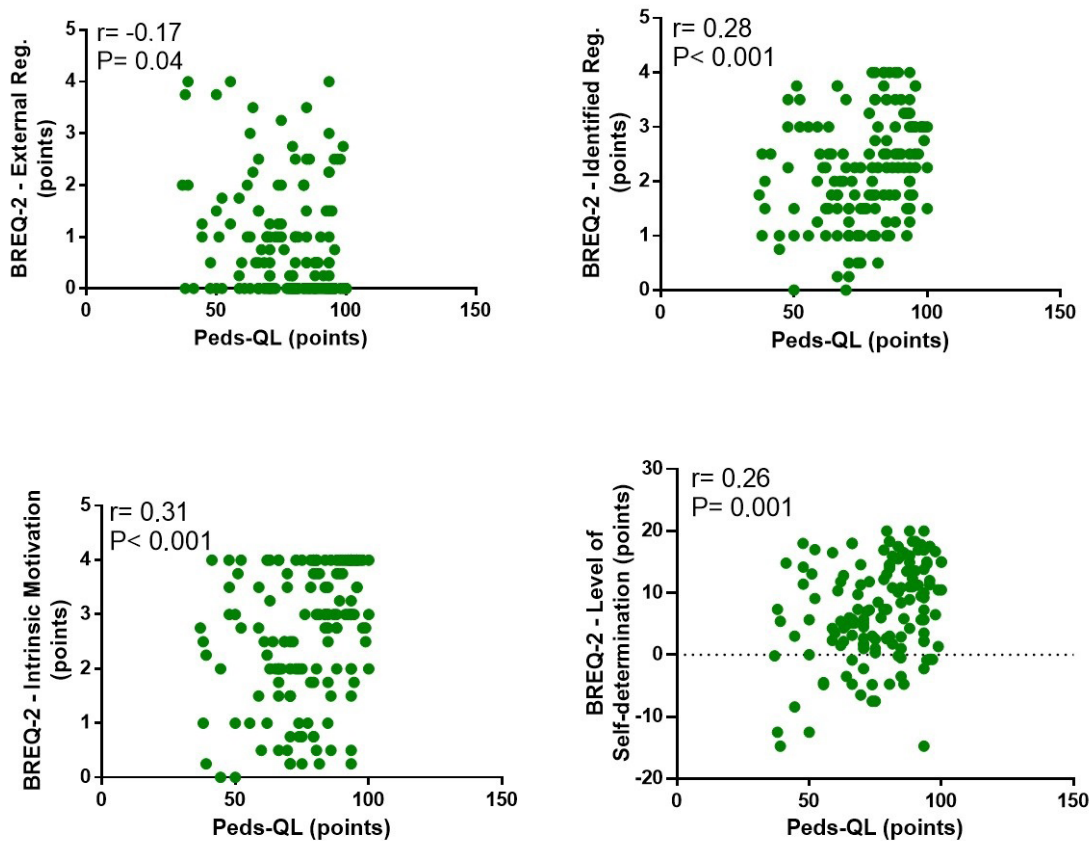 r= -0.17
P= 0.04
BREQ-2 - External Reg.
(points)
5
4
3
2
1
0
0
50
100
150
Peds-QL (points)
r= 0.28
P< 0.001
BREQ-2 - Identified Reg.
(points)
5
4
3
2
1
0
0
50
100
150
Peds-QL (points)
r= 0.31
P< 0.001
BREQ-2 - Intrinsic Motivation
(points)
5
4
3
2
1
0
0
50
100
150
Peds-QL (points)
r= 0.26
P= 0.001
BREQ-2 - Level of
Self-determination (points)
30
20
10
0
-10
-20
0
50
100
150
Peds-QL (points)